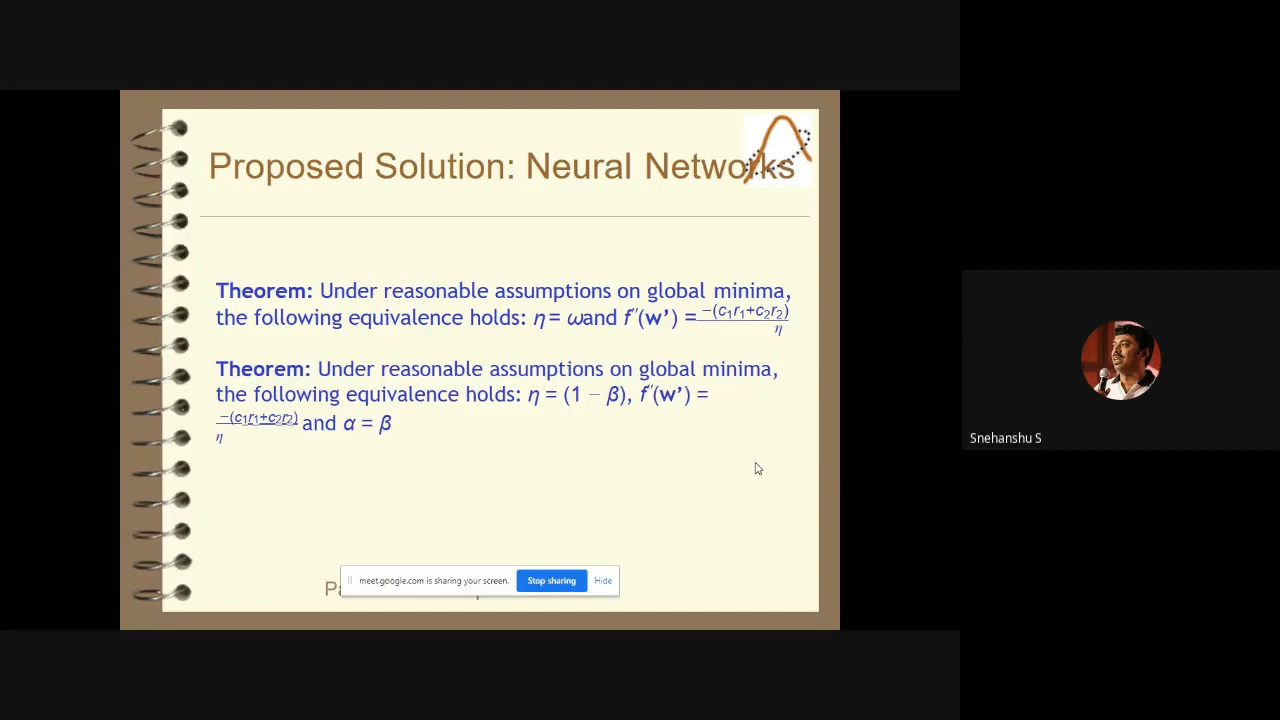 Proposed Solution: Neural Networks
Theorem: Under reasonable assumptions on global minima,
the following equivalence holds: η = ωand f″(w’) = −(c₁r₁+c₂r₂)
η
Theorem: Under reasonable assumptions on global minima,
the following equivalence holds: η = (1 − β), f″(w’) =
−(c₁r₁+c₂r₂) and α = β
η
meet.google.com is sharing your screen. Stop sharing Hide
Snehanshu S